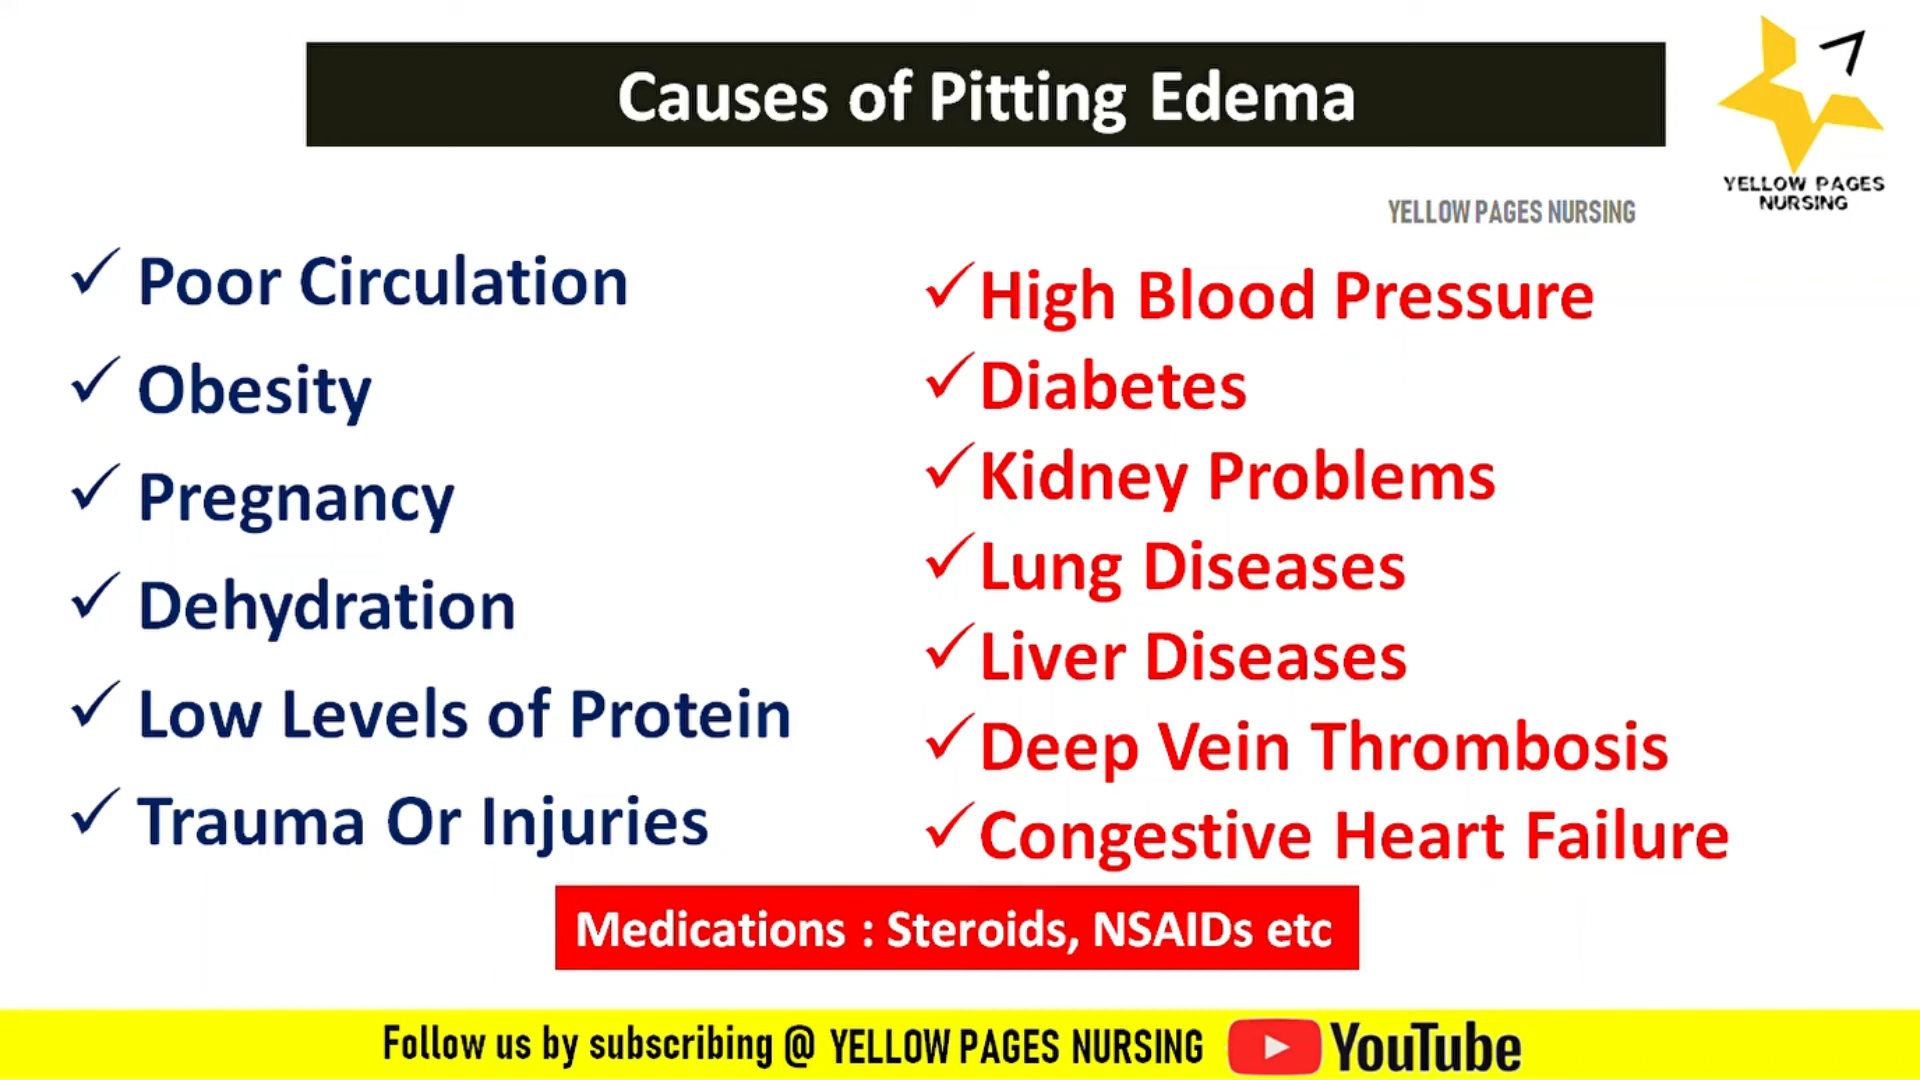 Causes of Pitting Edema
YELLOW PAGES
NURSING
YELLOW PAGES NURSING
✓ Poor Circulation
✓ Obesity
✓ Pregnancy
✓ Dehydration
✓ Low Levels of Protein
✓ Trauma Or Injuries
✓ High Blood Pressure
✓ Diabetes
✓ Kidney Problems
✓ Lung Diseases
✓ Liver Diseases
✓ Deep Vein Thrombosis
✓ Congestive Heart Failure
Medications : Steroids, NSAIDs etc
Follow us by subscribing @ YELLOW PAGES NURSING YouTube